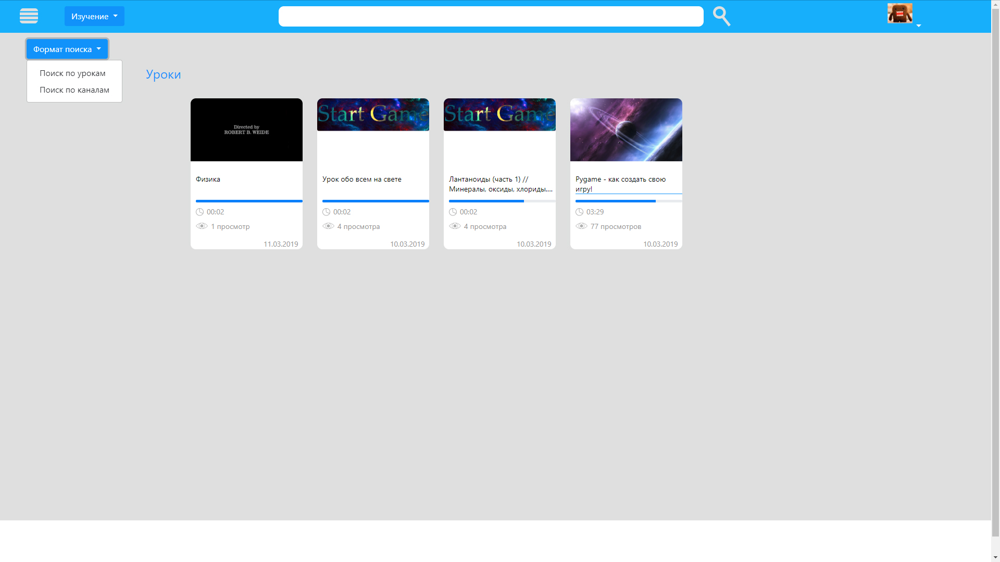 Изучение
Формат поиска
Поиск по урокам
Поиск по каналам
Уроки
Directed by
ROBERT B. WEIDE
Физика
00:02
1 просмотр
11.03.2019
Start Game
Урок обо всем на свете
00:02
4 просмотра
10.03.2019
Start Game
Лантаноиды (часть 1) //
Минералы, оксиды, хлориды....
00:02
4 просмотра
10.03.2019
Pygame - как создать свою
игру!
03:29
77 просмотров
10.03.2019